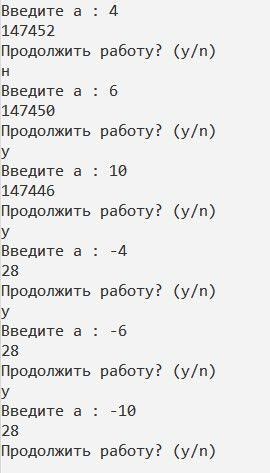 Введите a : 4
147452
Продолжить работу? (y/n)
н
Введите a : 6
147450
Продолжить работу? (y/n)
y
Введите a : 10
147446
Продолжить работу? (y/n)
y
Введите a : -4
28
Продолжить работу? (y/n)
y
Введите a : -6
28
Продолжить работу? (y/n)
y
Введите a : -10
28
Продолжить работу? (y/n)